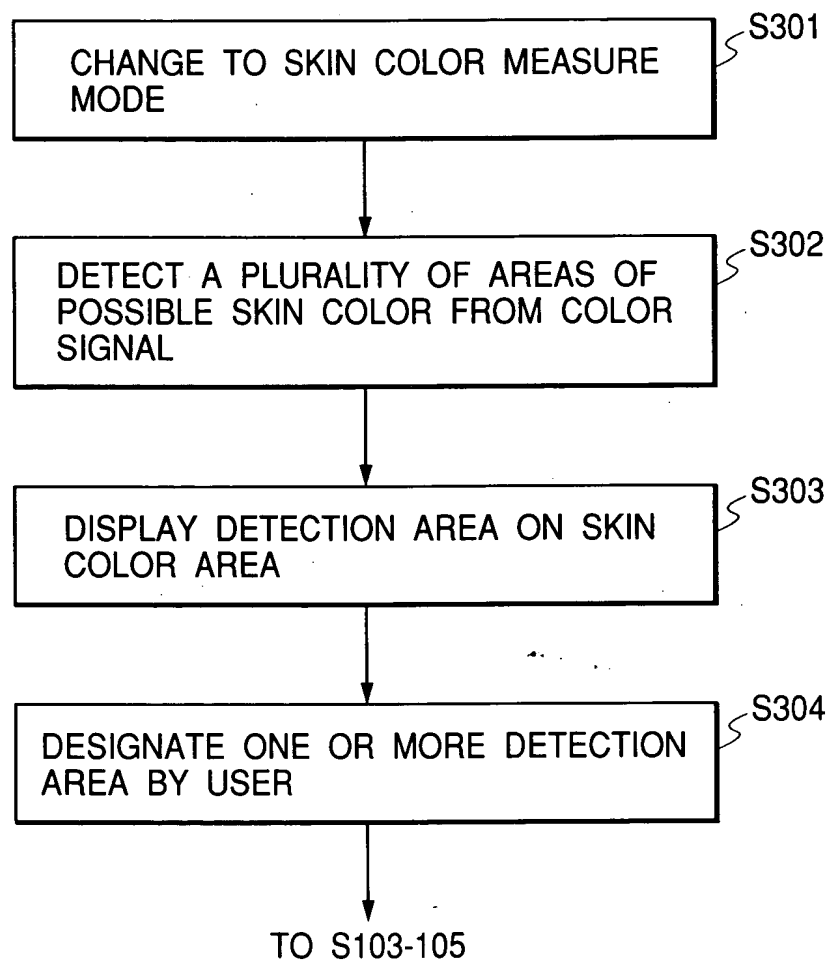 S301
CHANGE TO SKIN COLOR MEASURE
MODE
S302
DETECT A PLURALITY OF AREAS OF
POSSIBLE SKIN COLOR FROM COLOR
SIGNAL
S303
DISPLAY DETECTION AREA ON SKIN
COLOR AREA
S304
DESIGNATE ONE OR MORE DETECTION
AREA BY USER
TO S103-105